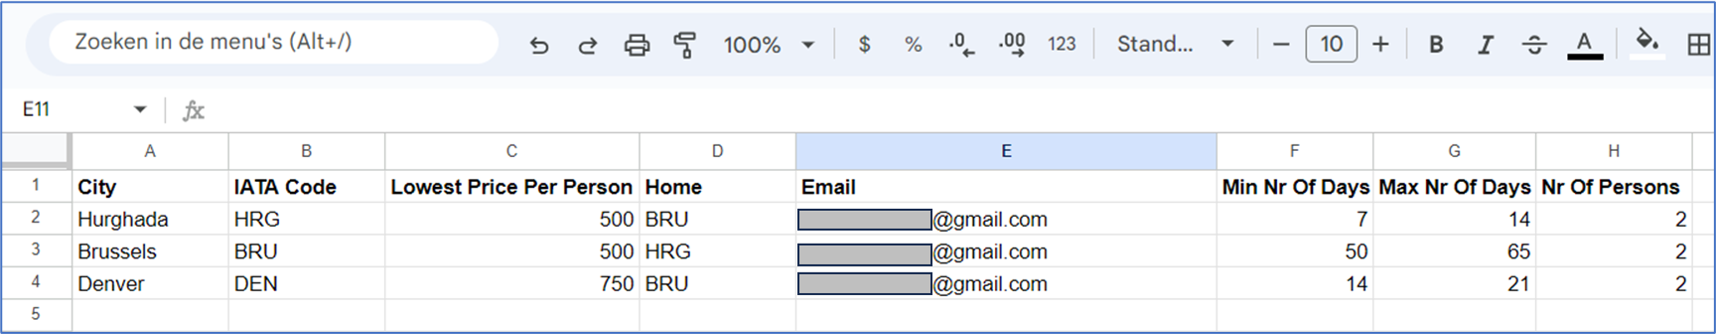 Zoeken in de menu's (Alt+/) 100% $ % .0 .00 123 Stand... − 10 + B I S A
E11 fx
A B C D E F G H
1 City IATA Code Lowest Price Per Person Home Email Min Nr Of Days Max Nr Of Days Nr Of Persons
2 Hurghada HRG 500 BRU @gmail.com 7 14 2
3 Brussels BRU 500 HRG @gmail.com 50 65 2
4 Denver DEN 750 BRU @gmail.com 14 21 2
5